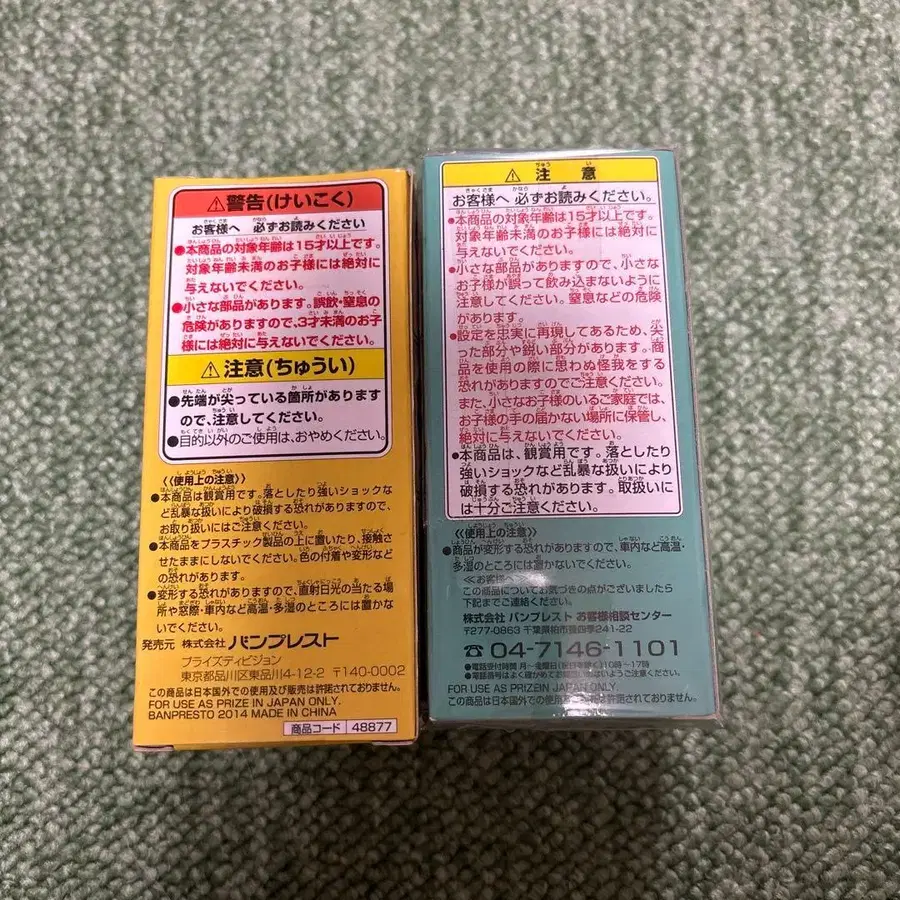 ⚠警告(けいこく)
お客様へ 必ずお読みください
●本商品の対象年齢は15才以上です。
対象年齢未満のお子様には絶対に
与えないでください。
●小さな部品があります。誤飲・窒息の
危険がありますので、3才未満のお子
様には絶対に与えないでください。
⚠注意(ちゅうい)
●先端が尖っている箇所があります
ので、注意してください。
●目的以外のご使用は、おやめください。
《使用上の注意》
●本商品は観賞用です。落としたり強いショックな
ど乱暴な扱いにより破損する恐れがありますので、
お取り扱いにはご注意ください。
●本商品をプラスチック製品の上に置いたり、接触さ
せたままにしないでください。色の付着や変形など
の恐れがあります。
●変形する恐れがありますので、直射日光の当たる場
所や窓際・車内など高温・多湿のところには置かな
いでください。
発売元 株式会社 バンプレスト
プライズディビジョン
東京都品川区東品川4-12-2 〒140-0002
この商品は日本国外での使用及び販売は許諾されておりません。
FOR USE AS PRIZE IN JAPAN ONLY.
BANPRESTO 2014 MADE IN CHINA
商品コード 48877
⚠注意
お客様へ 必ずお読みください。
●本商品の対象年齢は15才以上です。
対象年齢未満のお子様には絶対に
与えないでください。
●小さな部品がありますので、小さな
お子様が誤って飲み込まないように
注意してください。窒息などの危険
があります。
●設定を忠実に再現してあるため、尖
った部分や鋭い部分があります。商
品を使用の際に思わぬ怪我をする
恐れがありますのでご注意ください。
また、小さなお子様のいるご家庭では、
お子様の手の届かない場所に保管し、
絶対に与えないでください。
●本商品は、観賞用です。落としたり
強いショックなど乱暴な扱いにより
破損する恐れがあります。取扱いに
は十分ご注意ください。
《使用上の注意》
●商品が変形する恐れがありますので、車内など高温・
多湿のところには置かないでください。
≪お客様へ
この商品についてお気づきの点がございましたら
下記までご連絡ください。
株式会社 バンプレスト お客様相談センター
〒277-0863 千葉県柏市豊四季241-22
☎04-7146-1101
●電話受付時間 月〜金曜日(祝日を除く)10時〜17時
●電話番号はよく確かめてお間違いのないように
FOR USE AS PRIZE IN JAPAN ONLY.
この商品は日本国外での使用及び販売は許諾されておりません。